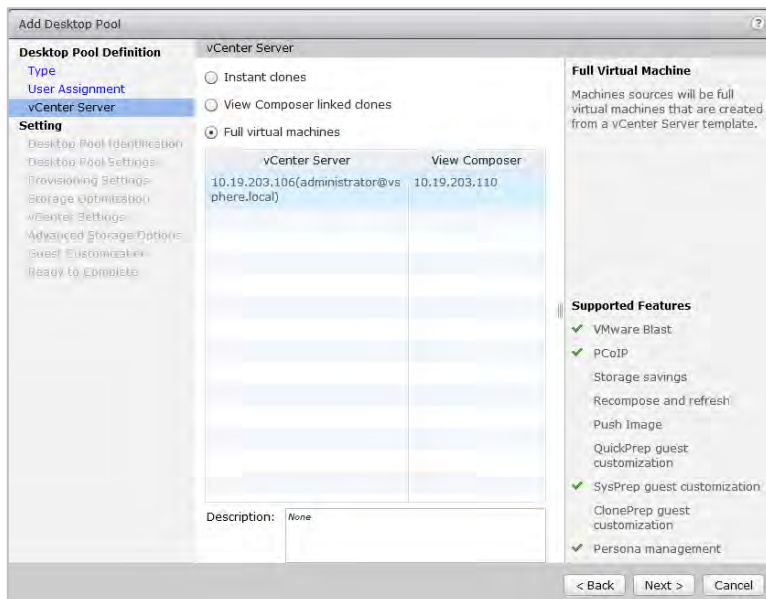 Add Desktop Pool
?
Desktop Pool Definition
Type
User Assignment
vCenter Server
Setting
Desktop Pool Identification
Desktop Pool Settings
Provisioning Settings
Storage Optimization
vCenter Settings
Advanced Storage Options
Guest Customization
Ready to Complete
vCenter Server
Instant clones
View Composer linked clones
Full virtual machines
vCenter Server View Composer
10.19.203.106(administrator@vs 10.19.203.110
phere.local)
Description: None
Full Virtual Machine
Machines sources will be full
virtual machines that are created
from a vCenter Server template.
Supported Features
VMware Blast
PCoIP
Storage savings
Recompose and refresh
Push Image
QuickPrep guest
customization
SysPrep guest customization
ClonePrep guest
customization
Persona management
< Back Next > Cancel